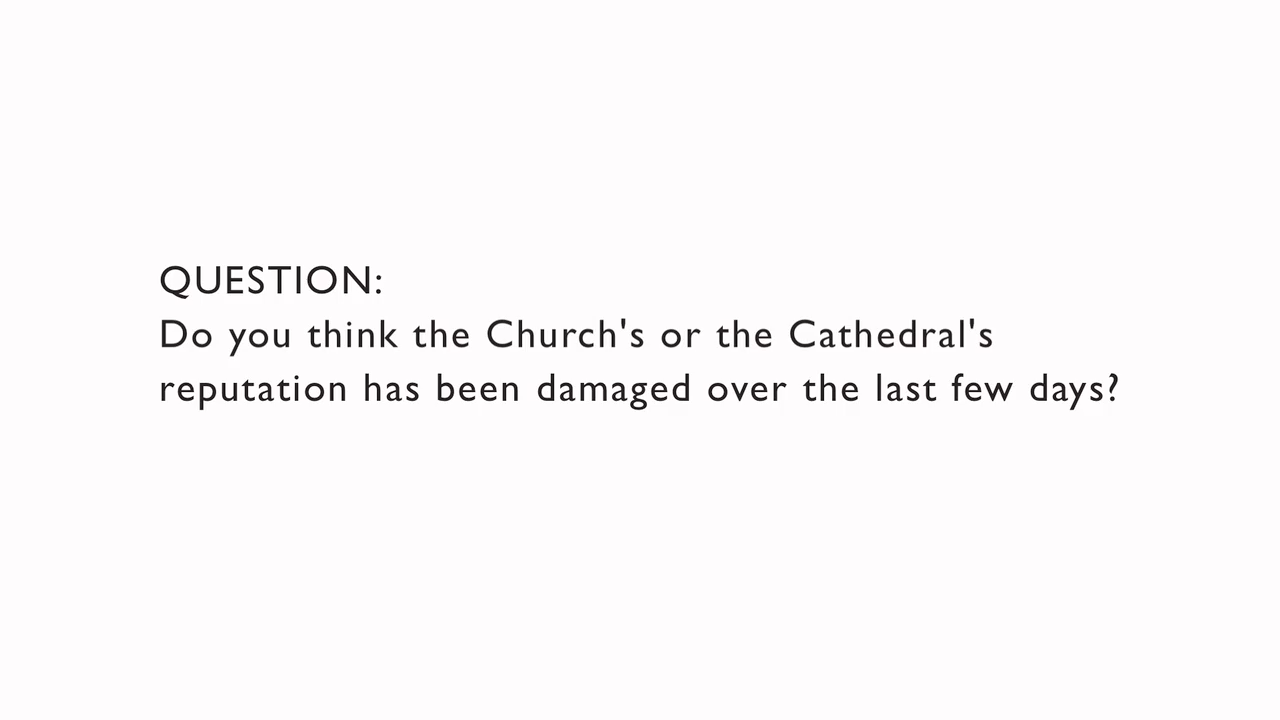 QUESTION:
Do you think the Church's or the Cathedral's
reputation has been damaged over the last few days?